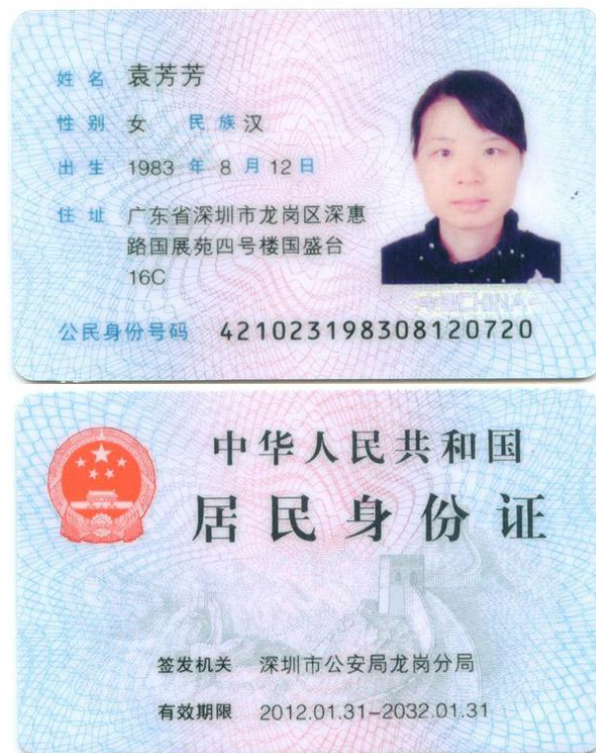 姓名 袁芳芳
性别 女 民族 汉
出生 1983 年 8 月 12 日
住址 广东省深圳市龙岗区深惠
路国展苑四号楼国盛台
16C
CHINA
公民身份号码 421023198308120720
中华人民共和国
居民身份证
签发机关 深圳市公安局龙岗分局
有效期限 2012.01.31-2032.01.31